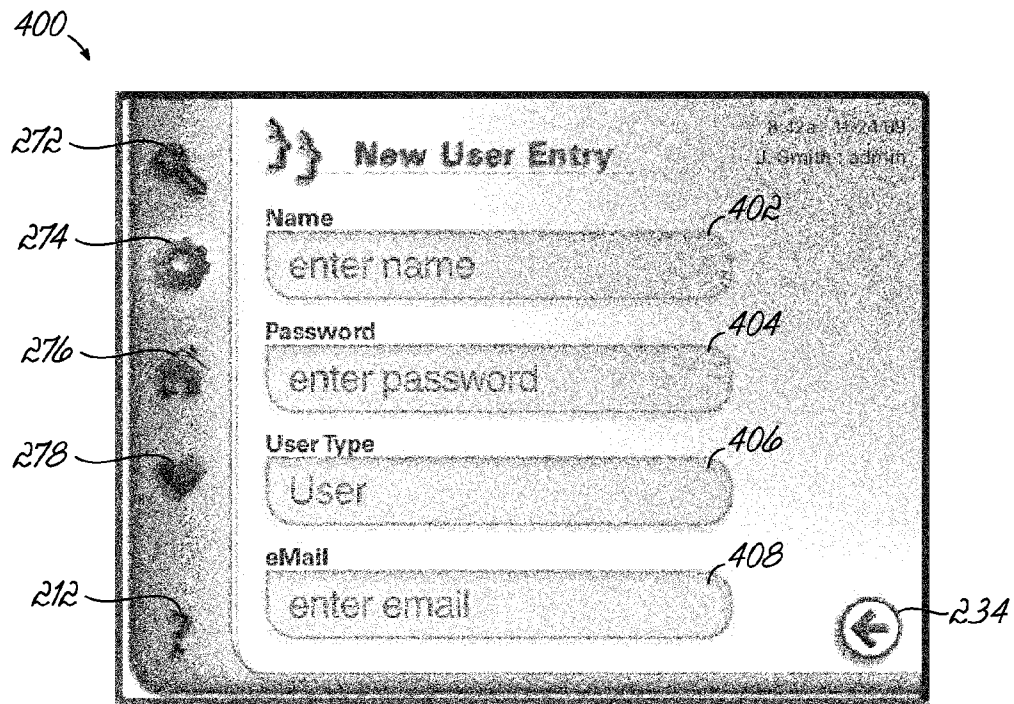 400
272
274
276
278
212
New User Entry
J. Smith : admin
Name
402
enter name
Password
404
enter password
User Type
406
User
eMail
408
enter email
234